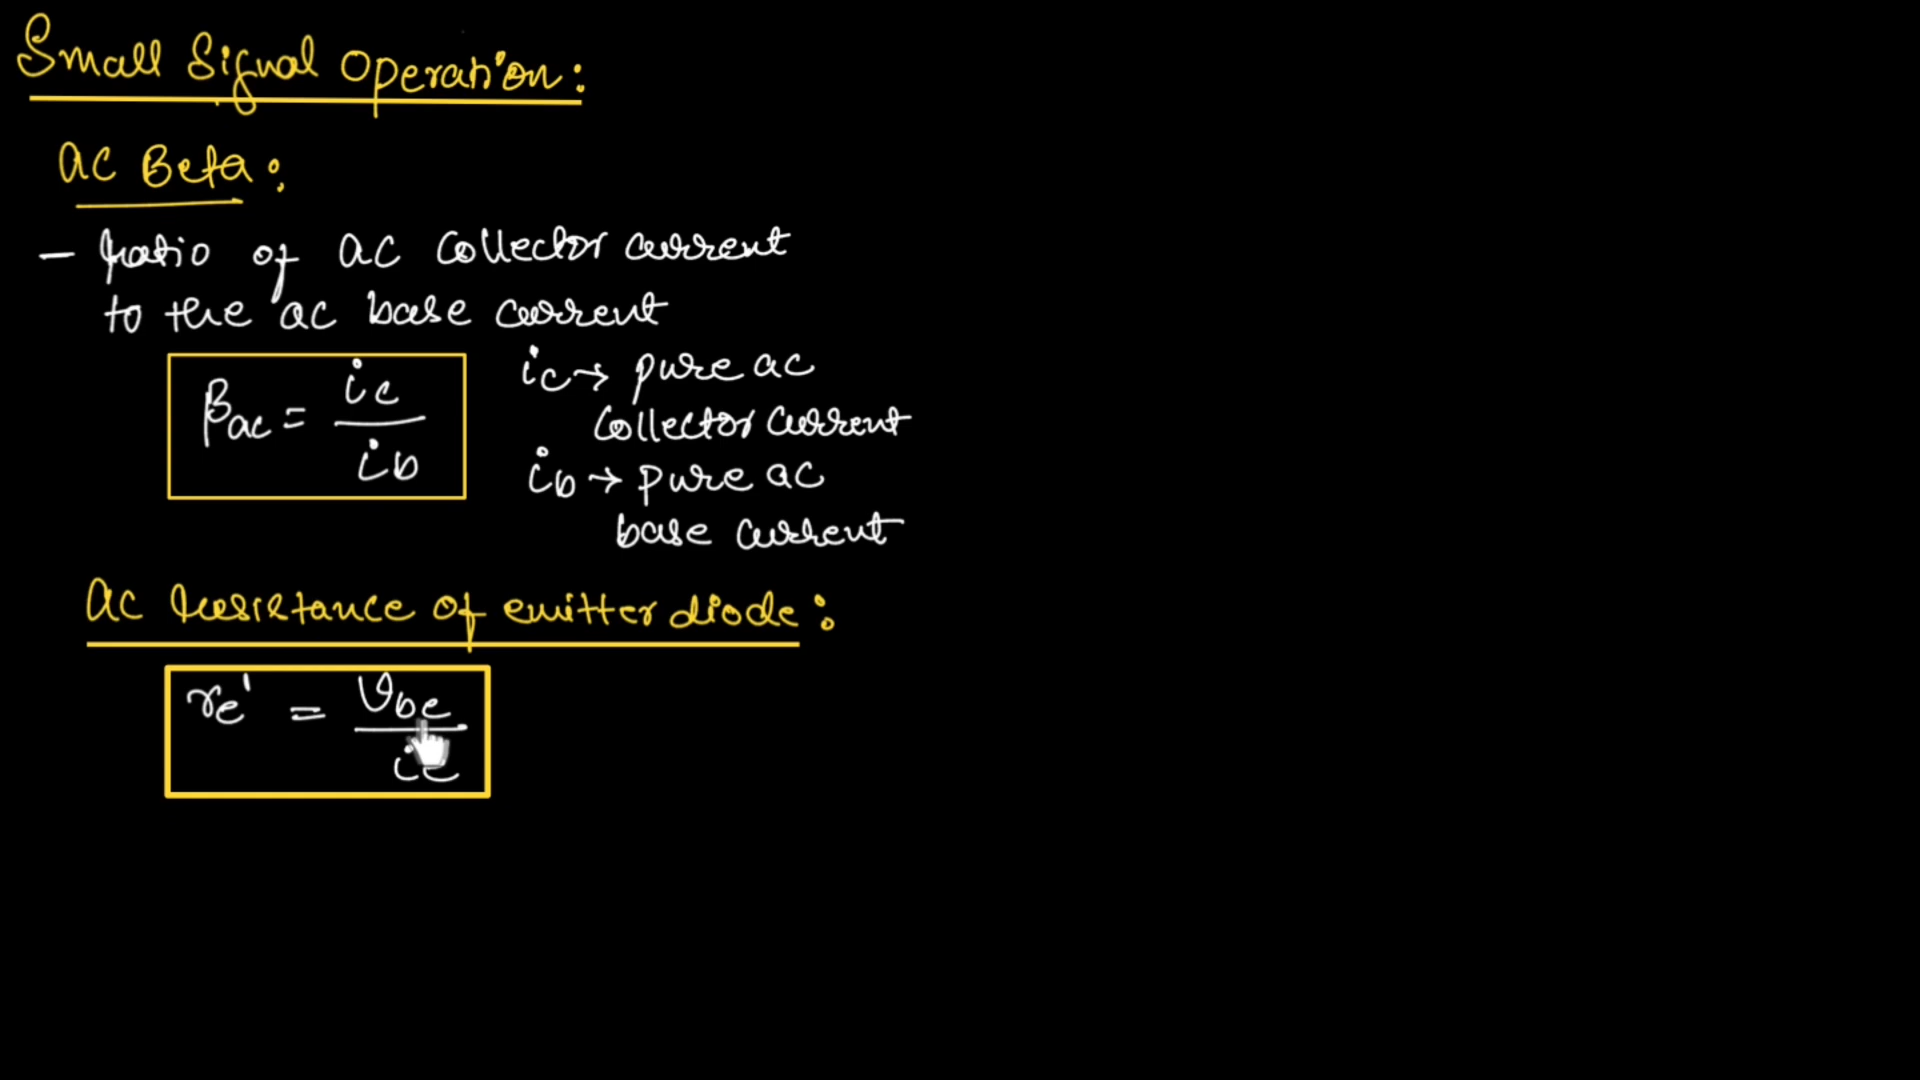 Small Signal Operation:
ac Beta:
- ratio of ac collector current
to the ac base current
βac = ic / ib
ic → pure ac
collector current
ib → pure ac
base current
ac resistance of emitter diode:
re' = vbe / ie